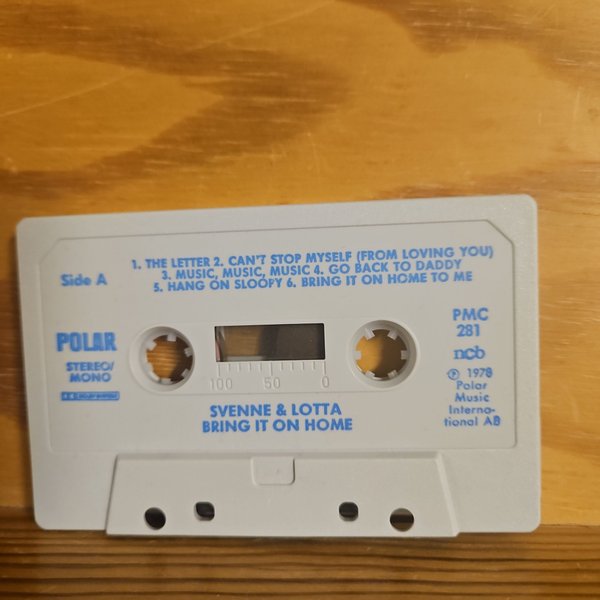 1. THE LETTER 2. CAN'T STOP MYSELF (FROM LOVING YOU)
3. MUSIC, MUSIC, MUSIC 4. GO BACK TO DADDY
5. HANG ON SLOOPY 6. BRING IT ON HOME TO ME
Side A
POLAR
STEREO/
MONO
DOLBY SYSTEM
100 50 0
PMC
281
ncb
℗ 1978
Polar
Music
Interna-
tional AB
SVENNE & LOTTA
BRING IT ON HOME